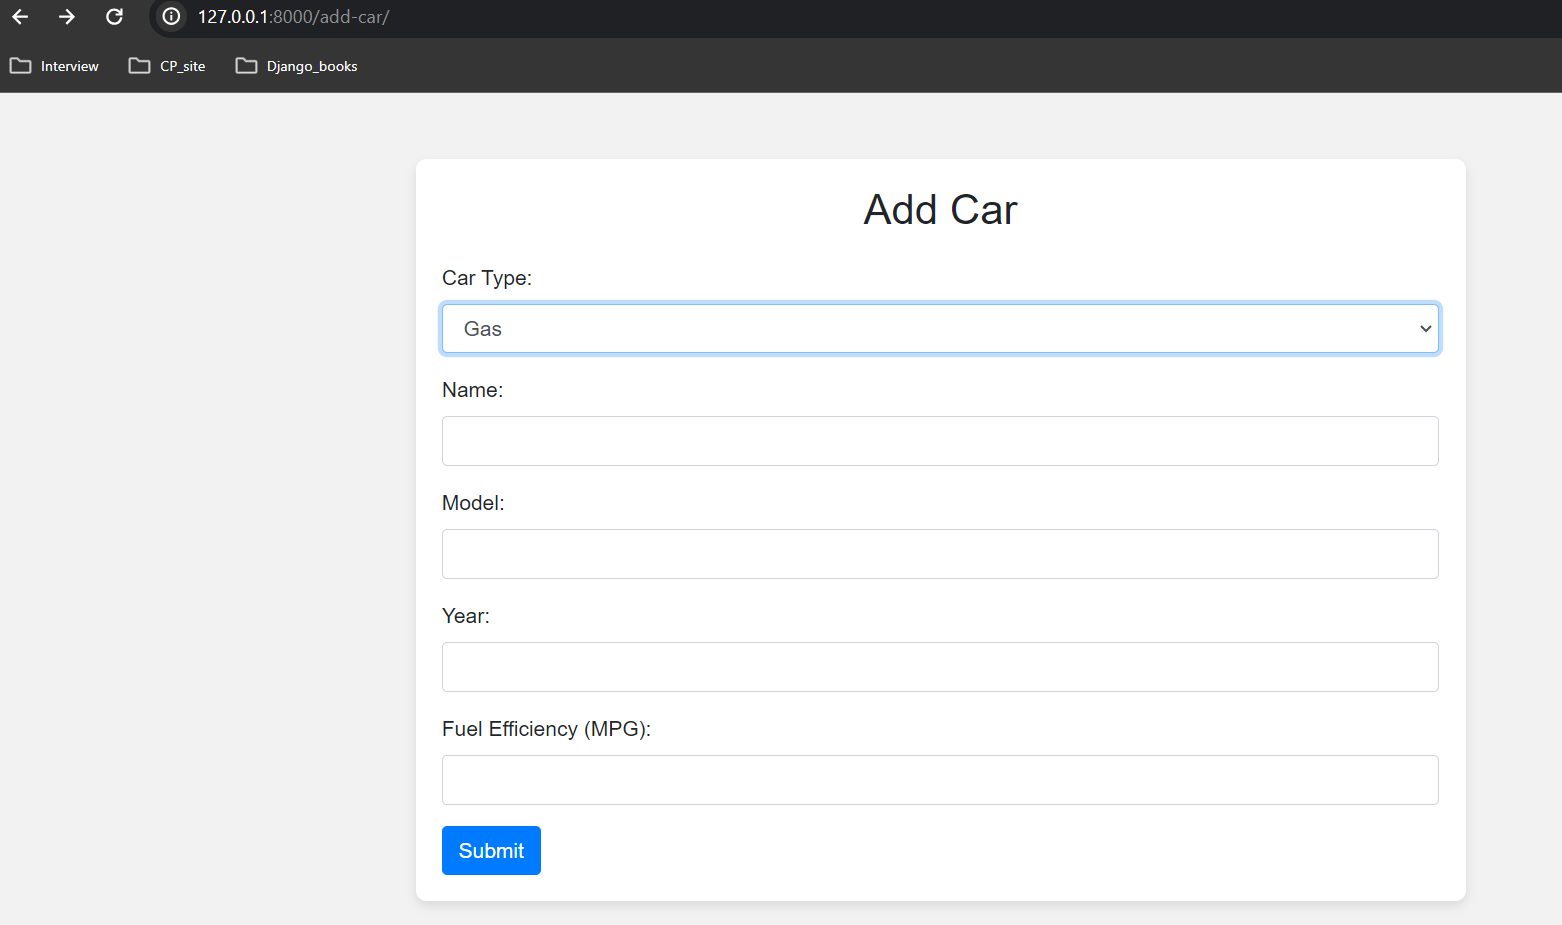 127.0.0.1:8000/add-car/
Interview CP_site Django_books
Add Car
Car Type:
Gas
Name:
Model:
Year:
Fuel Efficiency (MPG):
Submit